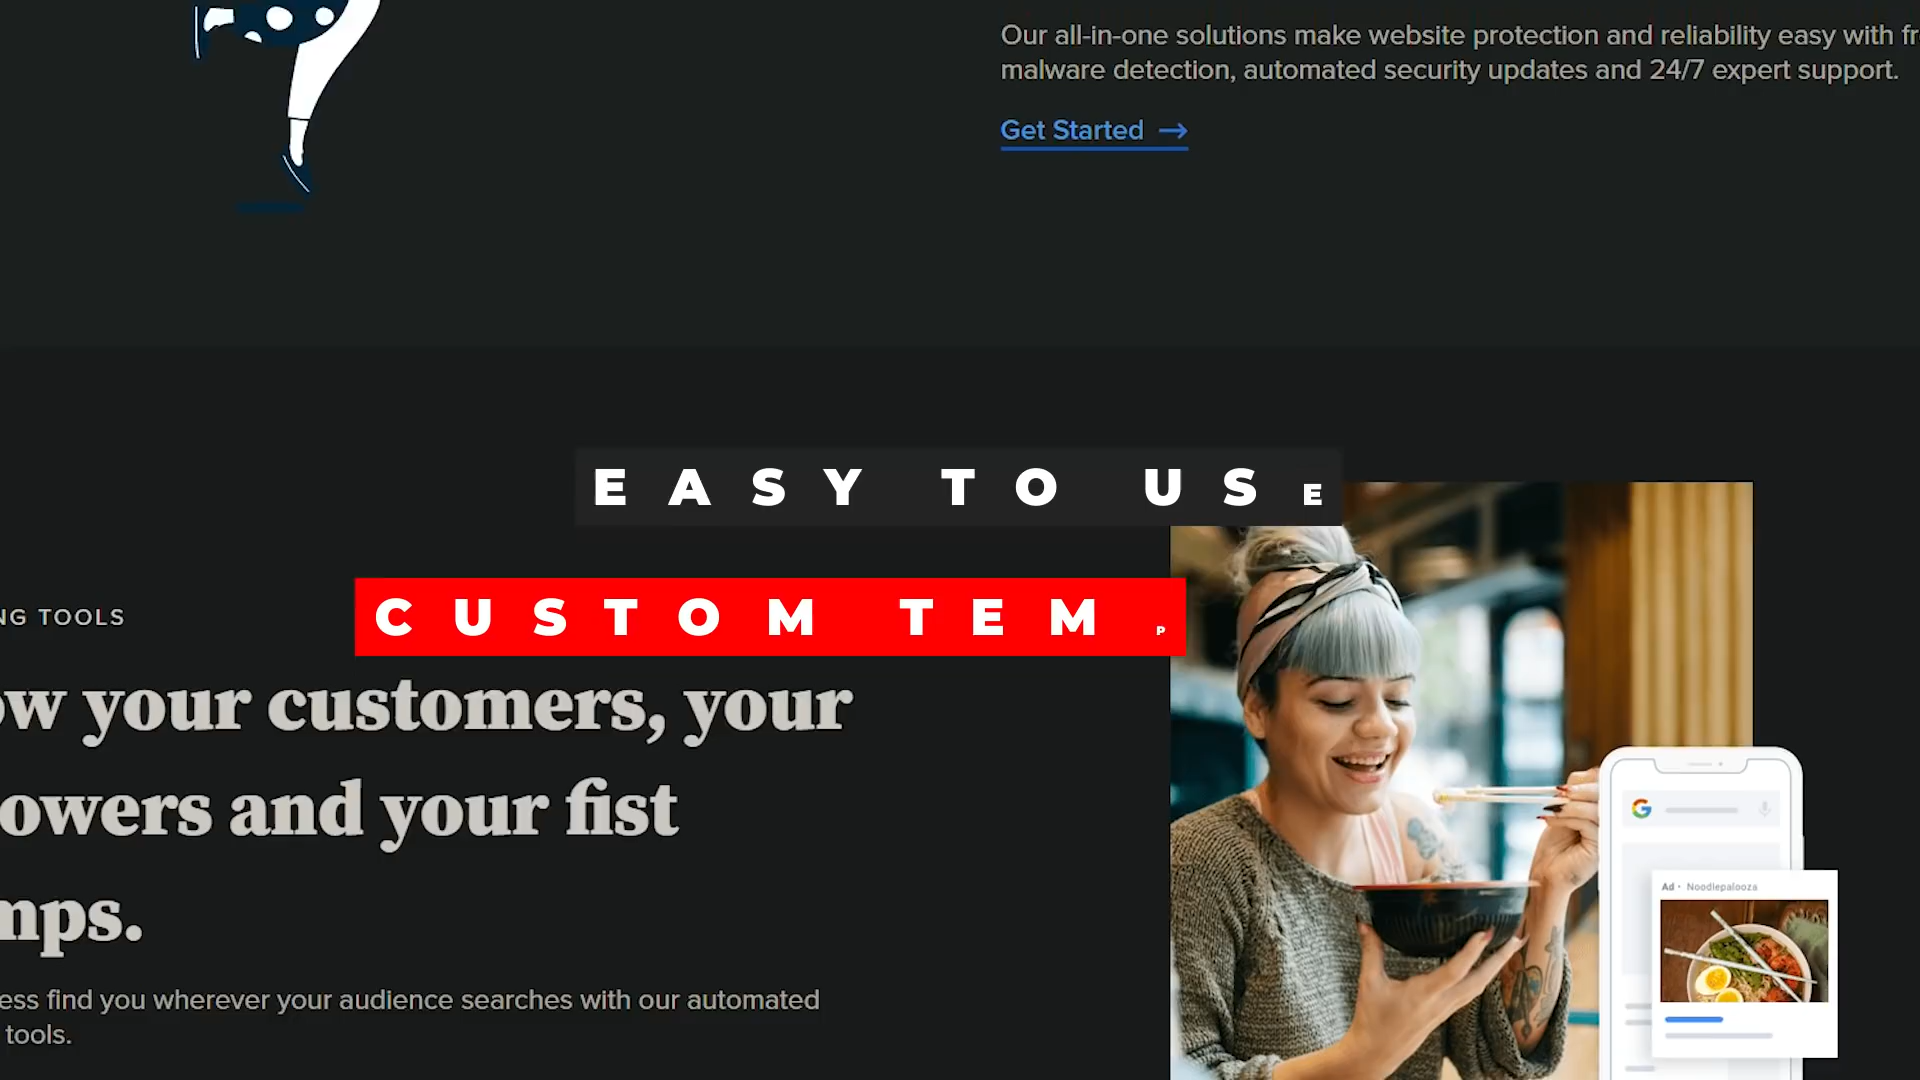 Our all-in-one solutions make website protection and reliability easy with fr
malware detection, automated security updates and 24/7 expert support.
Get Started →
EASY TO USE
CUSTOM TEMP
NG TOOLS
ow your customers, your
owers and your fist
mps.
ess find you wherever your audience searches with our automated
tools.
Ad · Noodlepalooza